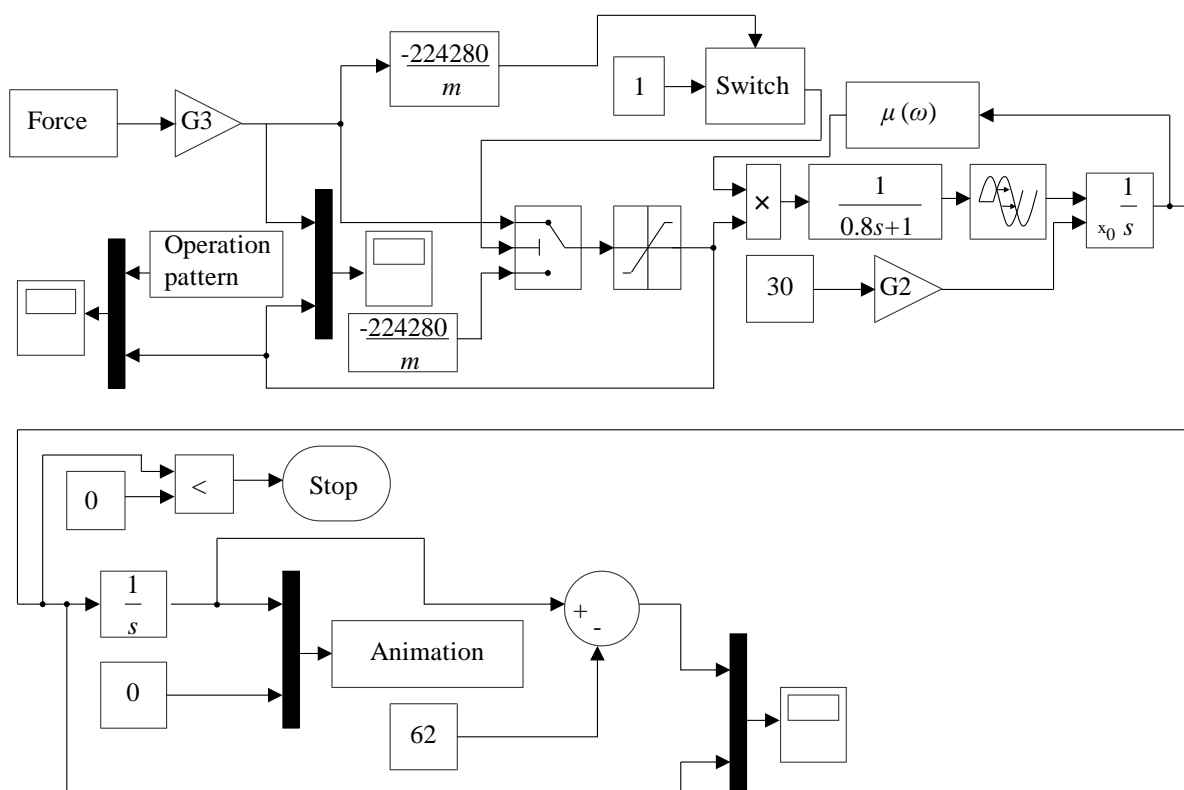 -224280
m
1
Switch
μ (ω)
Force
G3
×
1
0.8s+1
1
x0 s
Operation
pattern
30
G2
-224280
m
0
<
Stop
1
s
+
-
Animation
0
62